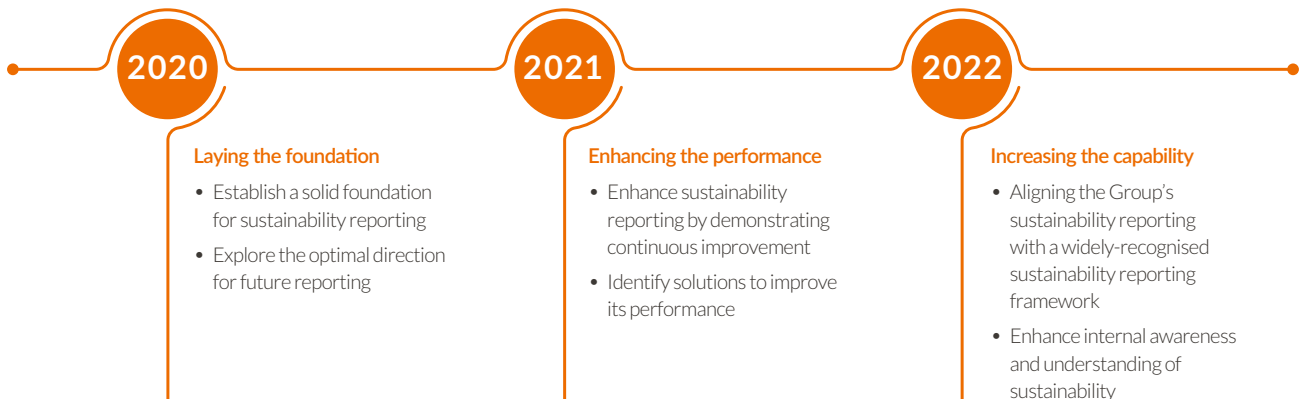 2020
2021
2022
Laying the foundation
• Establish a solid foundation
for sustainability reporting
• Explore the optimal direction
for future reporting
Enhancing the performance
• Enhance sustainability
reporting by demonstrating
continuous improvement
• Identify solutions to improve
its performance
Increasing the capability
• Aligning the Group's
sustainability reporting
with a widely-recognised
sustainability reporting
framework
• Enhance internal awareness
and understanding of
sustainability